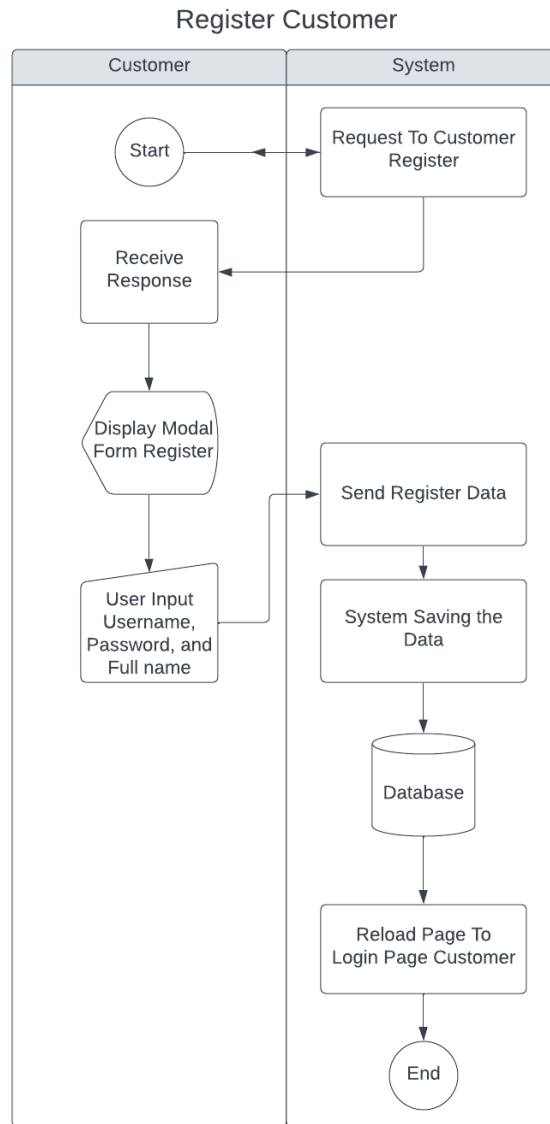 Register Customer
Customer
System
Start
Request To Customer
Register
Receive
Response
Display Modal
Form Register
User Input
Username,
Password, and
Full name
Send Register Data
System Saving the
Data
Database
Reload Page To
Login Page Customer
End